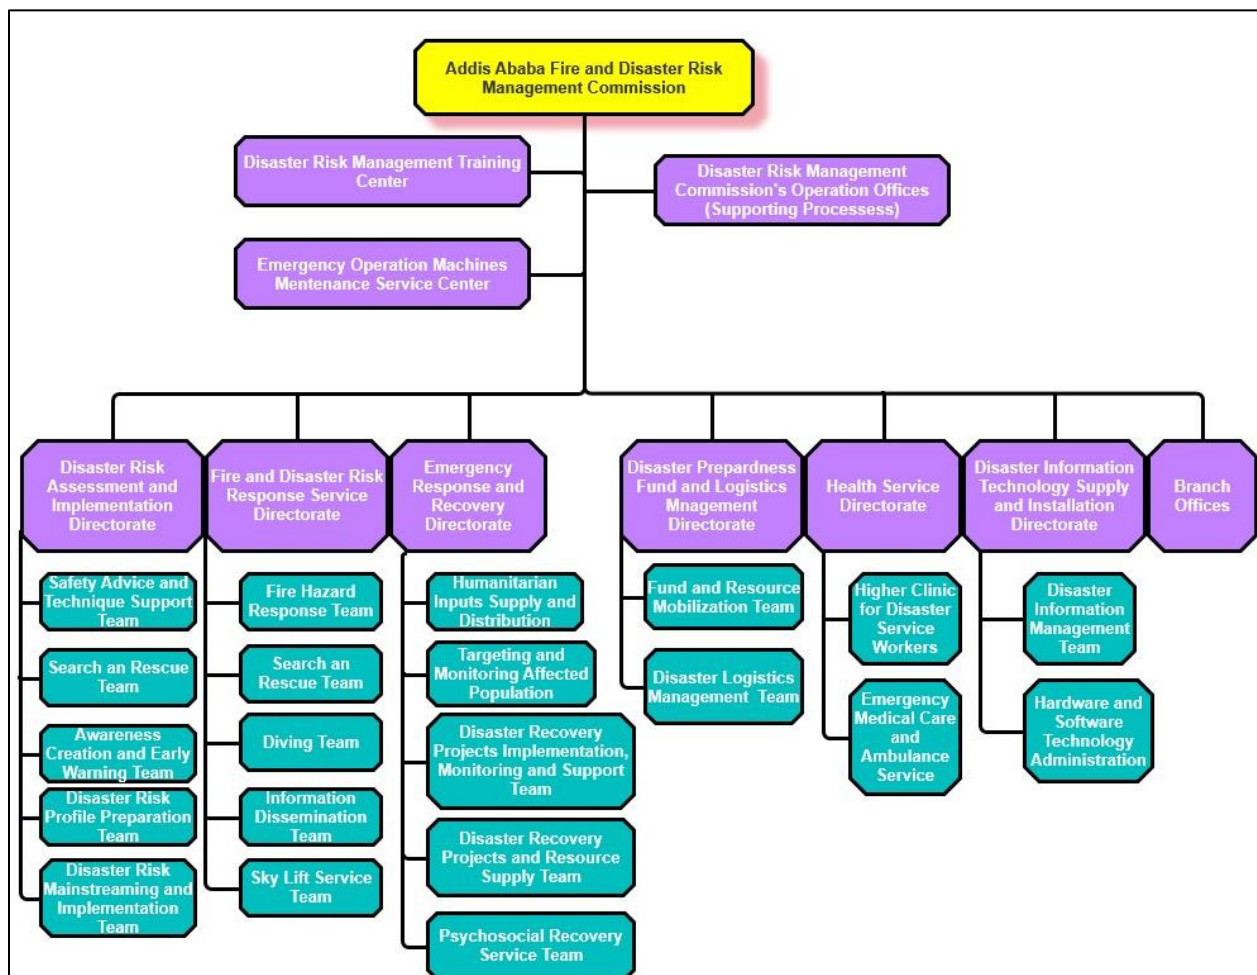 Addis Ababa Fire and Disaster Risk
Management Commission
Disaster Risk Management Training
Center
Disaster Risk Management
Commission's Operation Offices
(Supporting Processess)
Emergency Operation Machines
Mentenance Service Center
Disaster Risk
Assessment and
Implementation
Directorate
Fire and Disaster Risk
Response Service
Directorate
Emergency
Response and
Recovery
Directorate
Disaster Prepardness
Fund and Logistics
Mnagement
Directorate
Health Service
Directorate
Disaster Information
Technology Supply
and Installation
Directorate
Branch
Offices
Safety Advice and
Technique Support
Team
Search an Rescue
Team
Awareness
Creation and Early
Warning Team
Disaster Risk
Profile Preparation
Team
Disaster Risk
Mainstreaming and
Implementation
Team
Fire Hazard
Response Team
Search an
Rescue Team
Diving Team
Information
Dissemination
Team
Sky Lift Service
Team
Humanitarian
Inputs Supply and
Distribution
Targeting and
Monitoring Affected
Population
Disaster Recovery
Projects Implementation,
Monitoring and Support
Team
Disaster Recovery
Projects and Resource
Supply Team
Psychosocial Recovery
Service Team
Fund and Resource
Mobilization Team
Disaster Logistics
Management Team
Higher Clinic
for Disaster
Service
Workers
Emergency
Medical Care
and
Ambulance
Service
Disaster
Information
Management
Team
Hardware and
Software
Technology
Administration